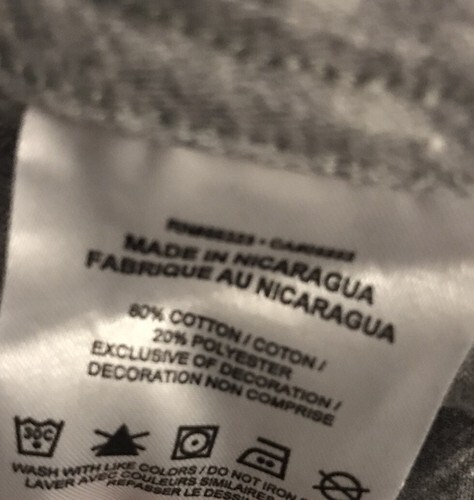 MADE IN NICARAGUA
FABRIQUE AU NICARAGUA
80% COTTON / COTON /
20% POLYESTER
EXCLUSIVE OF DECORATION /
DECORATION NON COMPRISE
30C
WASH WITH LIKE COLORS / DO NOT IRON
LAVER AVEC COULEURS SIMILAIRES
REPASSER LE DESSIN